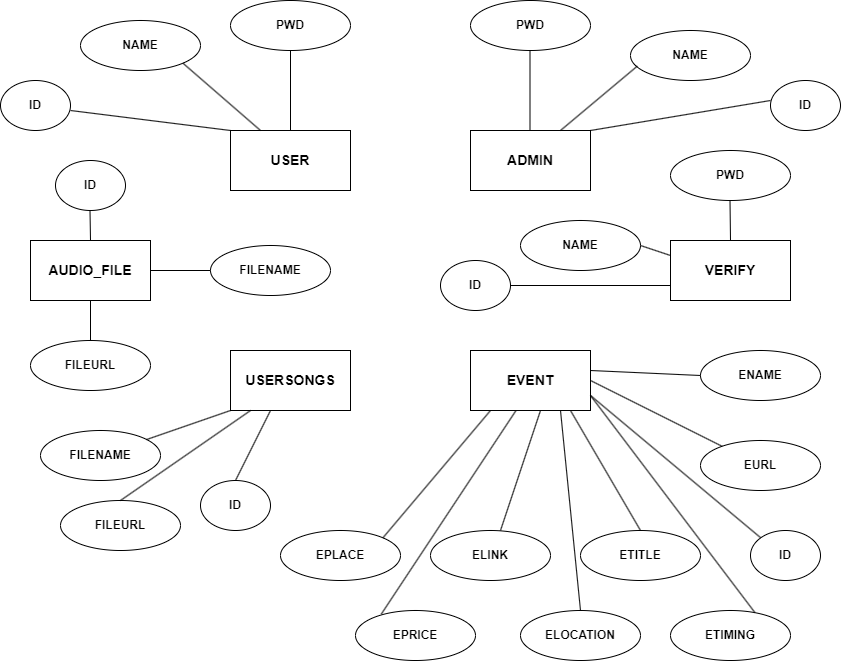 PWD
PWD
NAME
NAME
ID
ID
USER
ADMIN
ID
PWD
NAME
AUDIO_FILE
FILENAME
VERIFY
ID
FILEURL
USERSONGS
EVENT
ENAME
FILENAME
EURL
ID
FILEURL
EPLACE
ELINK
ETITLE
ID
EPRICE
ELOCATION
ETIMING